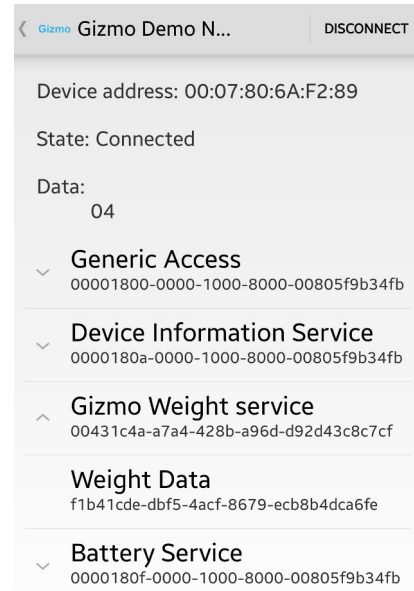 Gizmo Gizmo Demo N... DISCONNECT
Device address: 00:07:80:6A:F2:89
State: Connected
Data:
04
Generic Access
00001800-0000-1000-8000-00805f9b34fb
Device Information Service
0000180a-0000-1000-8000-00805f9b34fb
Gizmo Weight service
00431c4a-a7a4-428b-a96d-d92d43c8c7cf
Weight Data
f1b41cde-dbf5-4acf-8679-ecb8b4dca6fe
Battery Service
0000180f-0000-1000-8000-00805f9b34fb